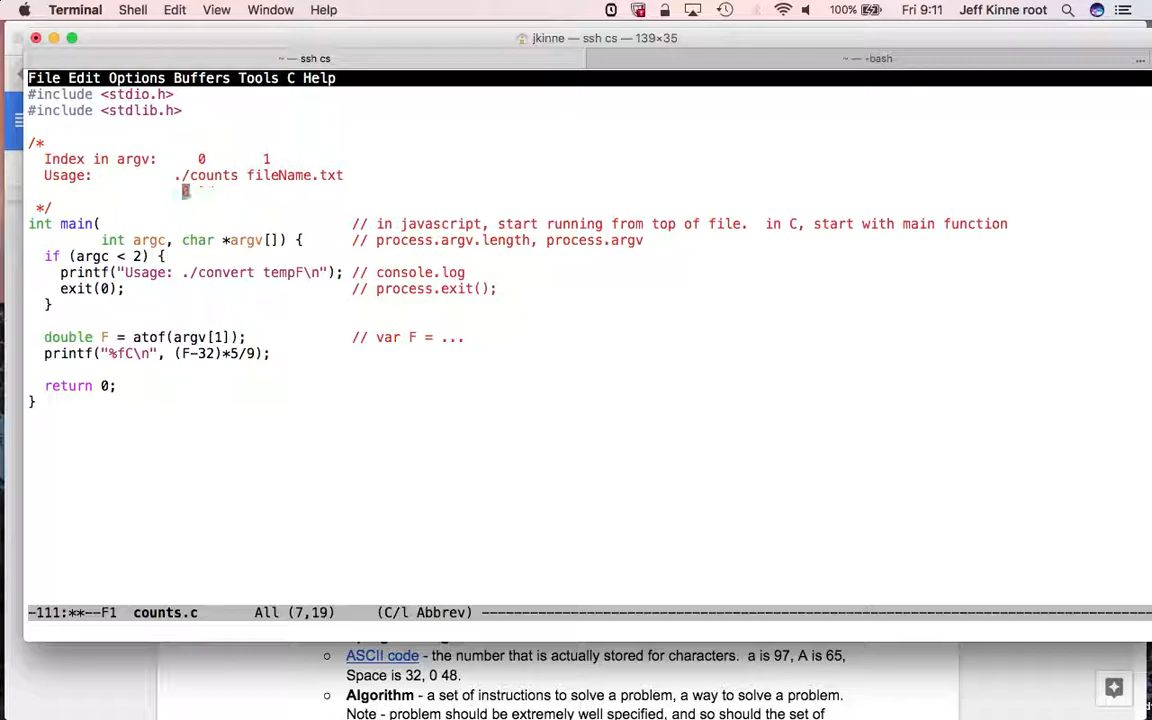 Terminal Shell Edit View Window Help 100% Fri 9:11 Jeff Kinne root
jkinne — ssh cs — 139×35
~ — ssh cs ~ — -bash ...
File Edit Options Buffers Tools C Help
#include <stdio.h>
#include <stdlib.h>
/*
Index in argv: 0 1
Usage: ./counts fileName.txt
*/
int main( // in javascript, start running from top of file. in C, start with main function
int argc, char *argv[]) { // process.argv.length, process.argv
if (argc < 2) {
printf("Usage: ./convert tempF\n"); // console.log
exit(0); // process.exit();
}
double F = atof(argv[1]); // var F = ...
printf("%fC\n", (F-32)*5/9);
return 0;
}
-111:**--F1 counts.c All (7,19) (C/l Abbrev) ------------------------------------------------------------------------------------
○ ASCII code - the number that is actually stored for characters. a is 97, A is 65,
Space is 32, 0 48.
○ Algorithm - a set of instructions to solve a problem, a way to solve a problem.
Note - problem should be extremely well specified, and so should the set of